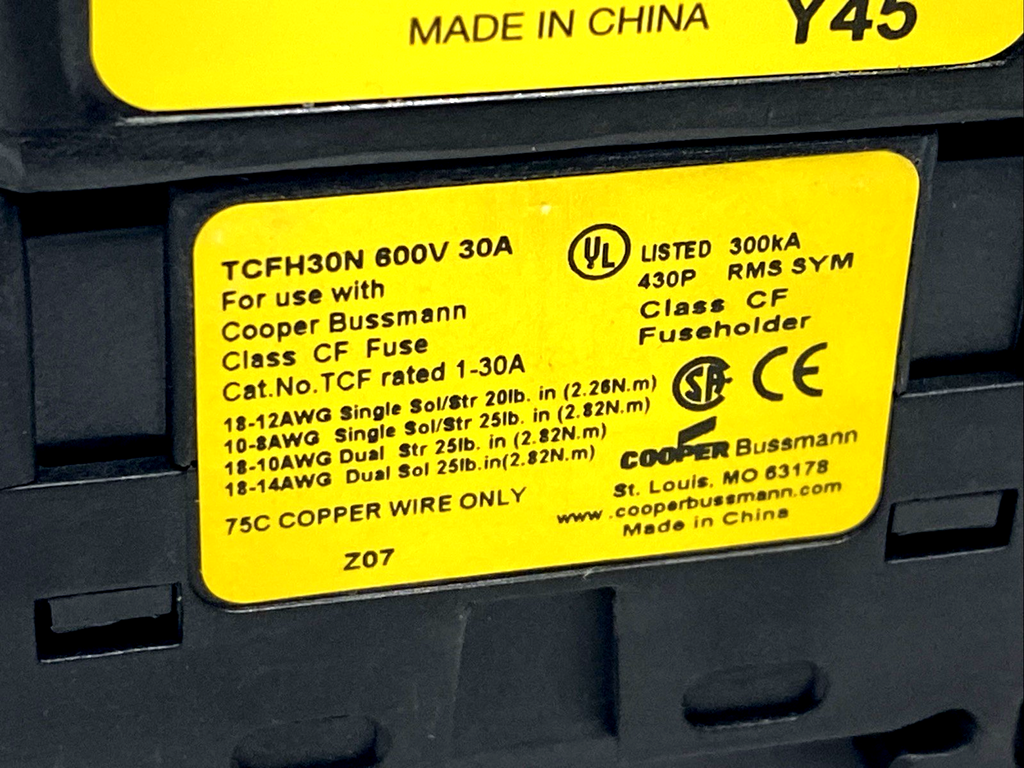 MADE IN CHINA Y45
TCFH30N 600V 30A
For use with
Cooper Bussmann
Class CF Fuse
Cat.No.TCF rated 1-30A
18-12AWG Single Sol/Str 20lb. in (2.26N.m)
10-8AWG Single Sol/Str 25lb. in (2.82N.m)
18-10AWG Dual Str 25lb. in (2.82N.m)
18-14AWG Dual Sol 25lb.in(2.82N.m)
75C COPPER WIRE ONLY
Z07
UL LISTED 300kA
430P RMS SYM
Class CF
Fuseholder
SA CE
COOPER Bussmann
St. Louis, MO 63178
www.cooperbussmann.com
Made in China